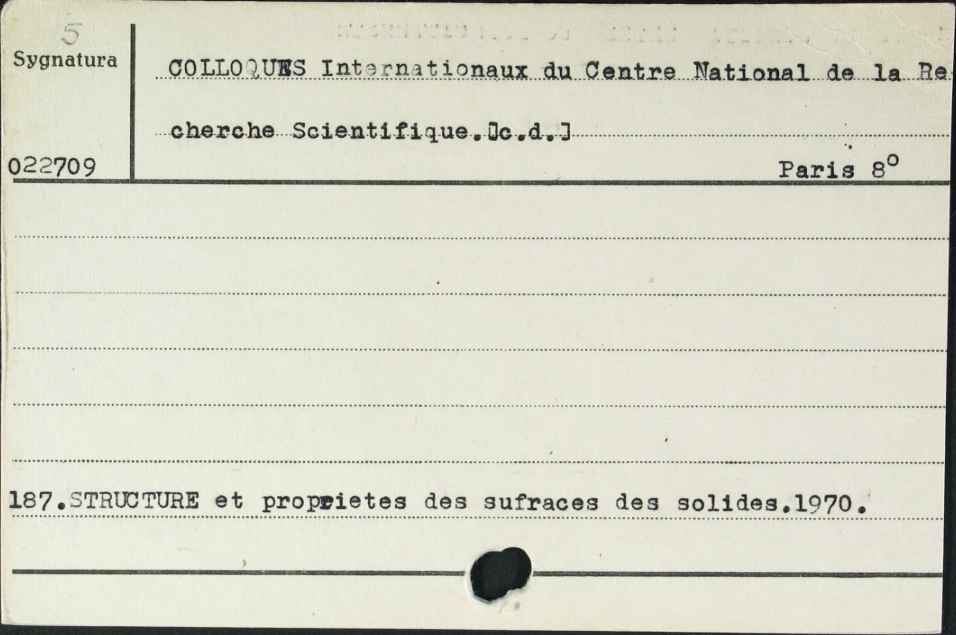 5
Sygnatura
COLLOQUES Internationaux du Centre National de la Re
cherche Scientifique.[c.d.]
022709
Paris 8º
187.STRUCTURE et proprietes des sufraces des solides.1970.